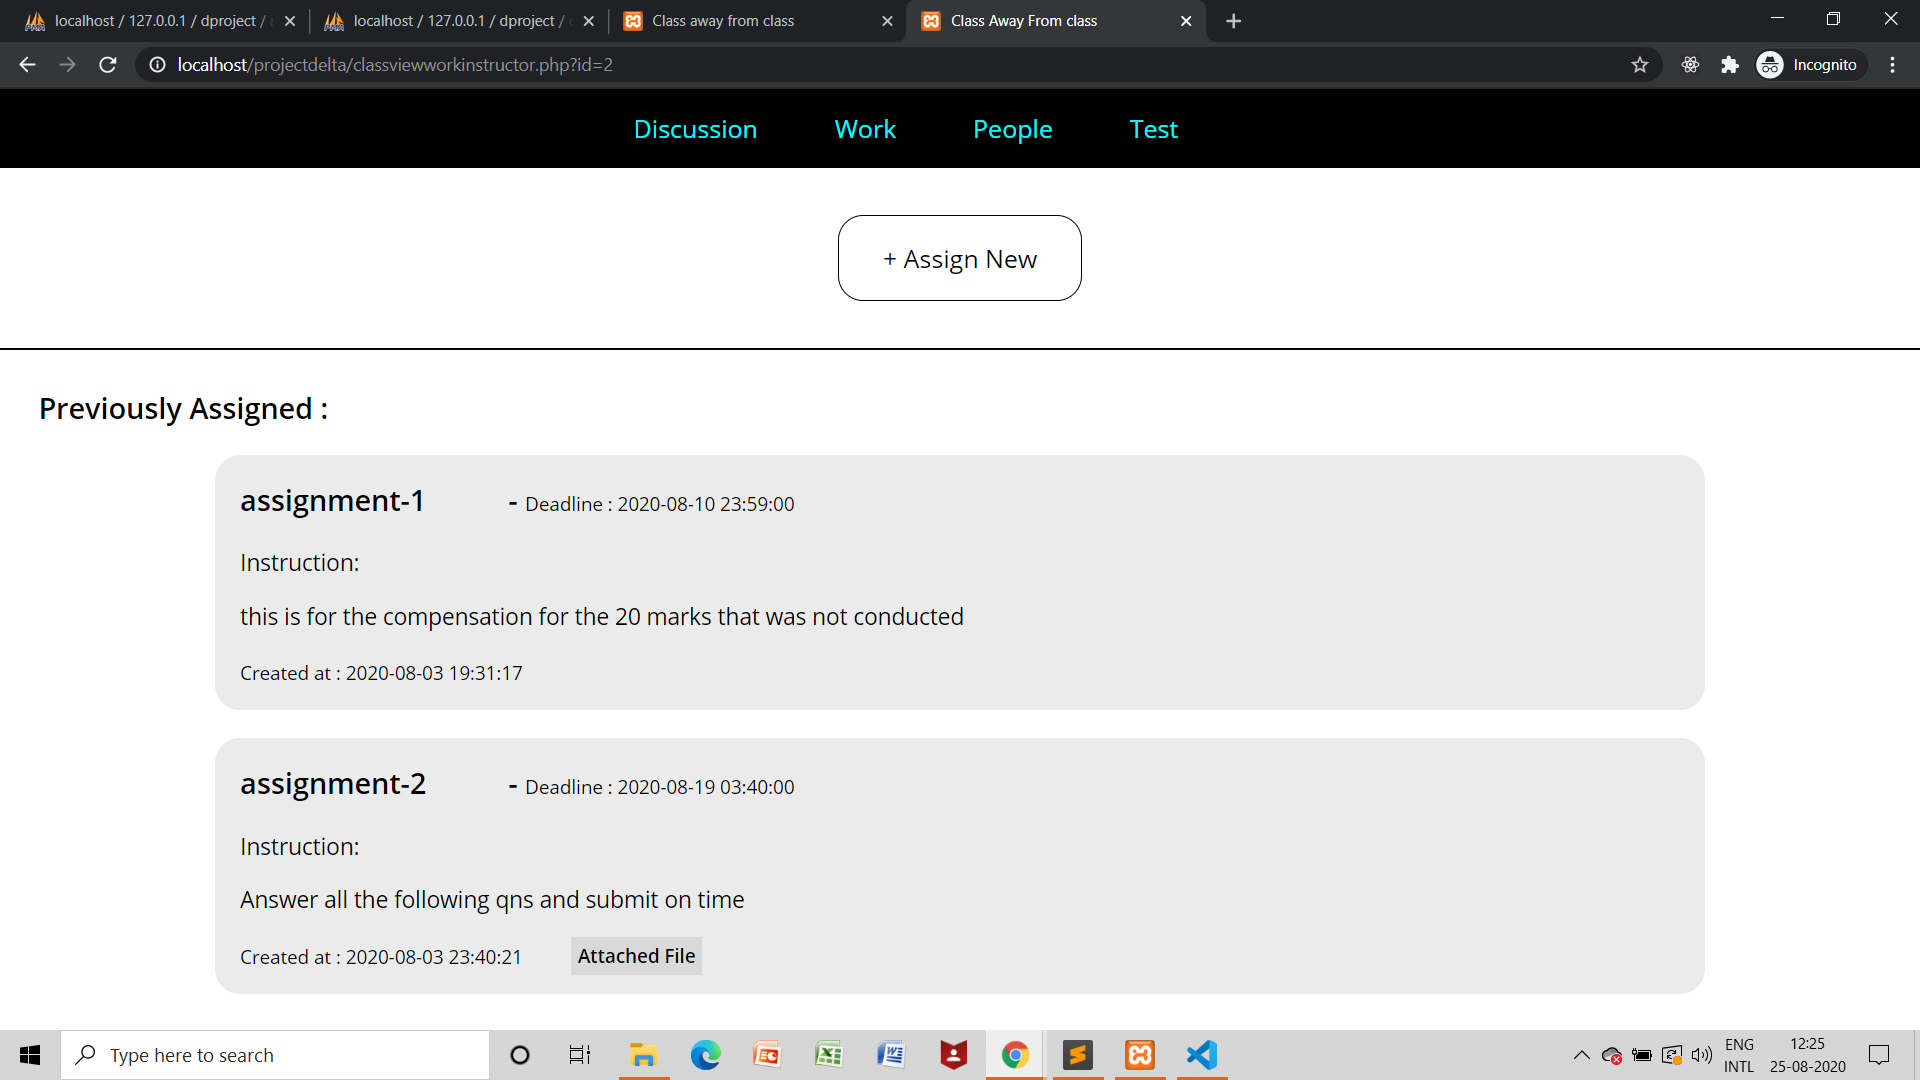 localhost / 127.0.0.1 / dproject /
localhost / 127.0.0.1 / dproject /
Class away from class
Class Away From class
localhost/projectdelta/classviewworkinstructor.php?id=2
Incognito
Discussion Work People Test
+ Assign New
Previously Assigned :
assignment-1 - Deadline : 2020-08-10 23:59:00
Instruction:
this is for the compensation for the 20 marks that was not conducted
Created at : 2020-08-03 19:31:17
assignment-2 - Deadline : 2020-08-19 03:40:00
Instruction:
Answer all the following qns and submit on time
Created at : 2020-08-03 23:40:21 Attached File
Type here to search
ENG
INTL
12:25
25-08-2020